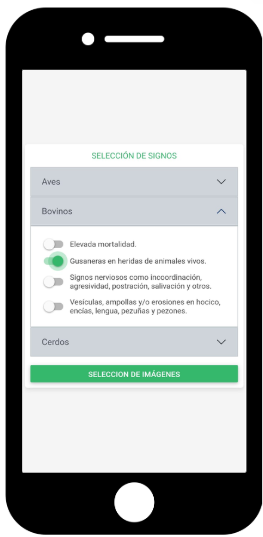 SELECCIÓN DE SIGNOS
Aves
Bovinos
Elevada mortalidad.
Gusaneras en heridas de animales vivos.
Signos nerviosos como incoordinación,
agresividad, postración, salivación y otros.
Vesículas, ampollas y/o erosiones en hocico,
encías, lengua, pezuñas y pezones.
Cerdos
SELECCION DE IMÁGENES